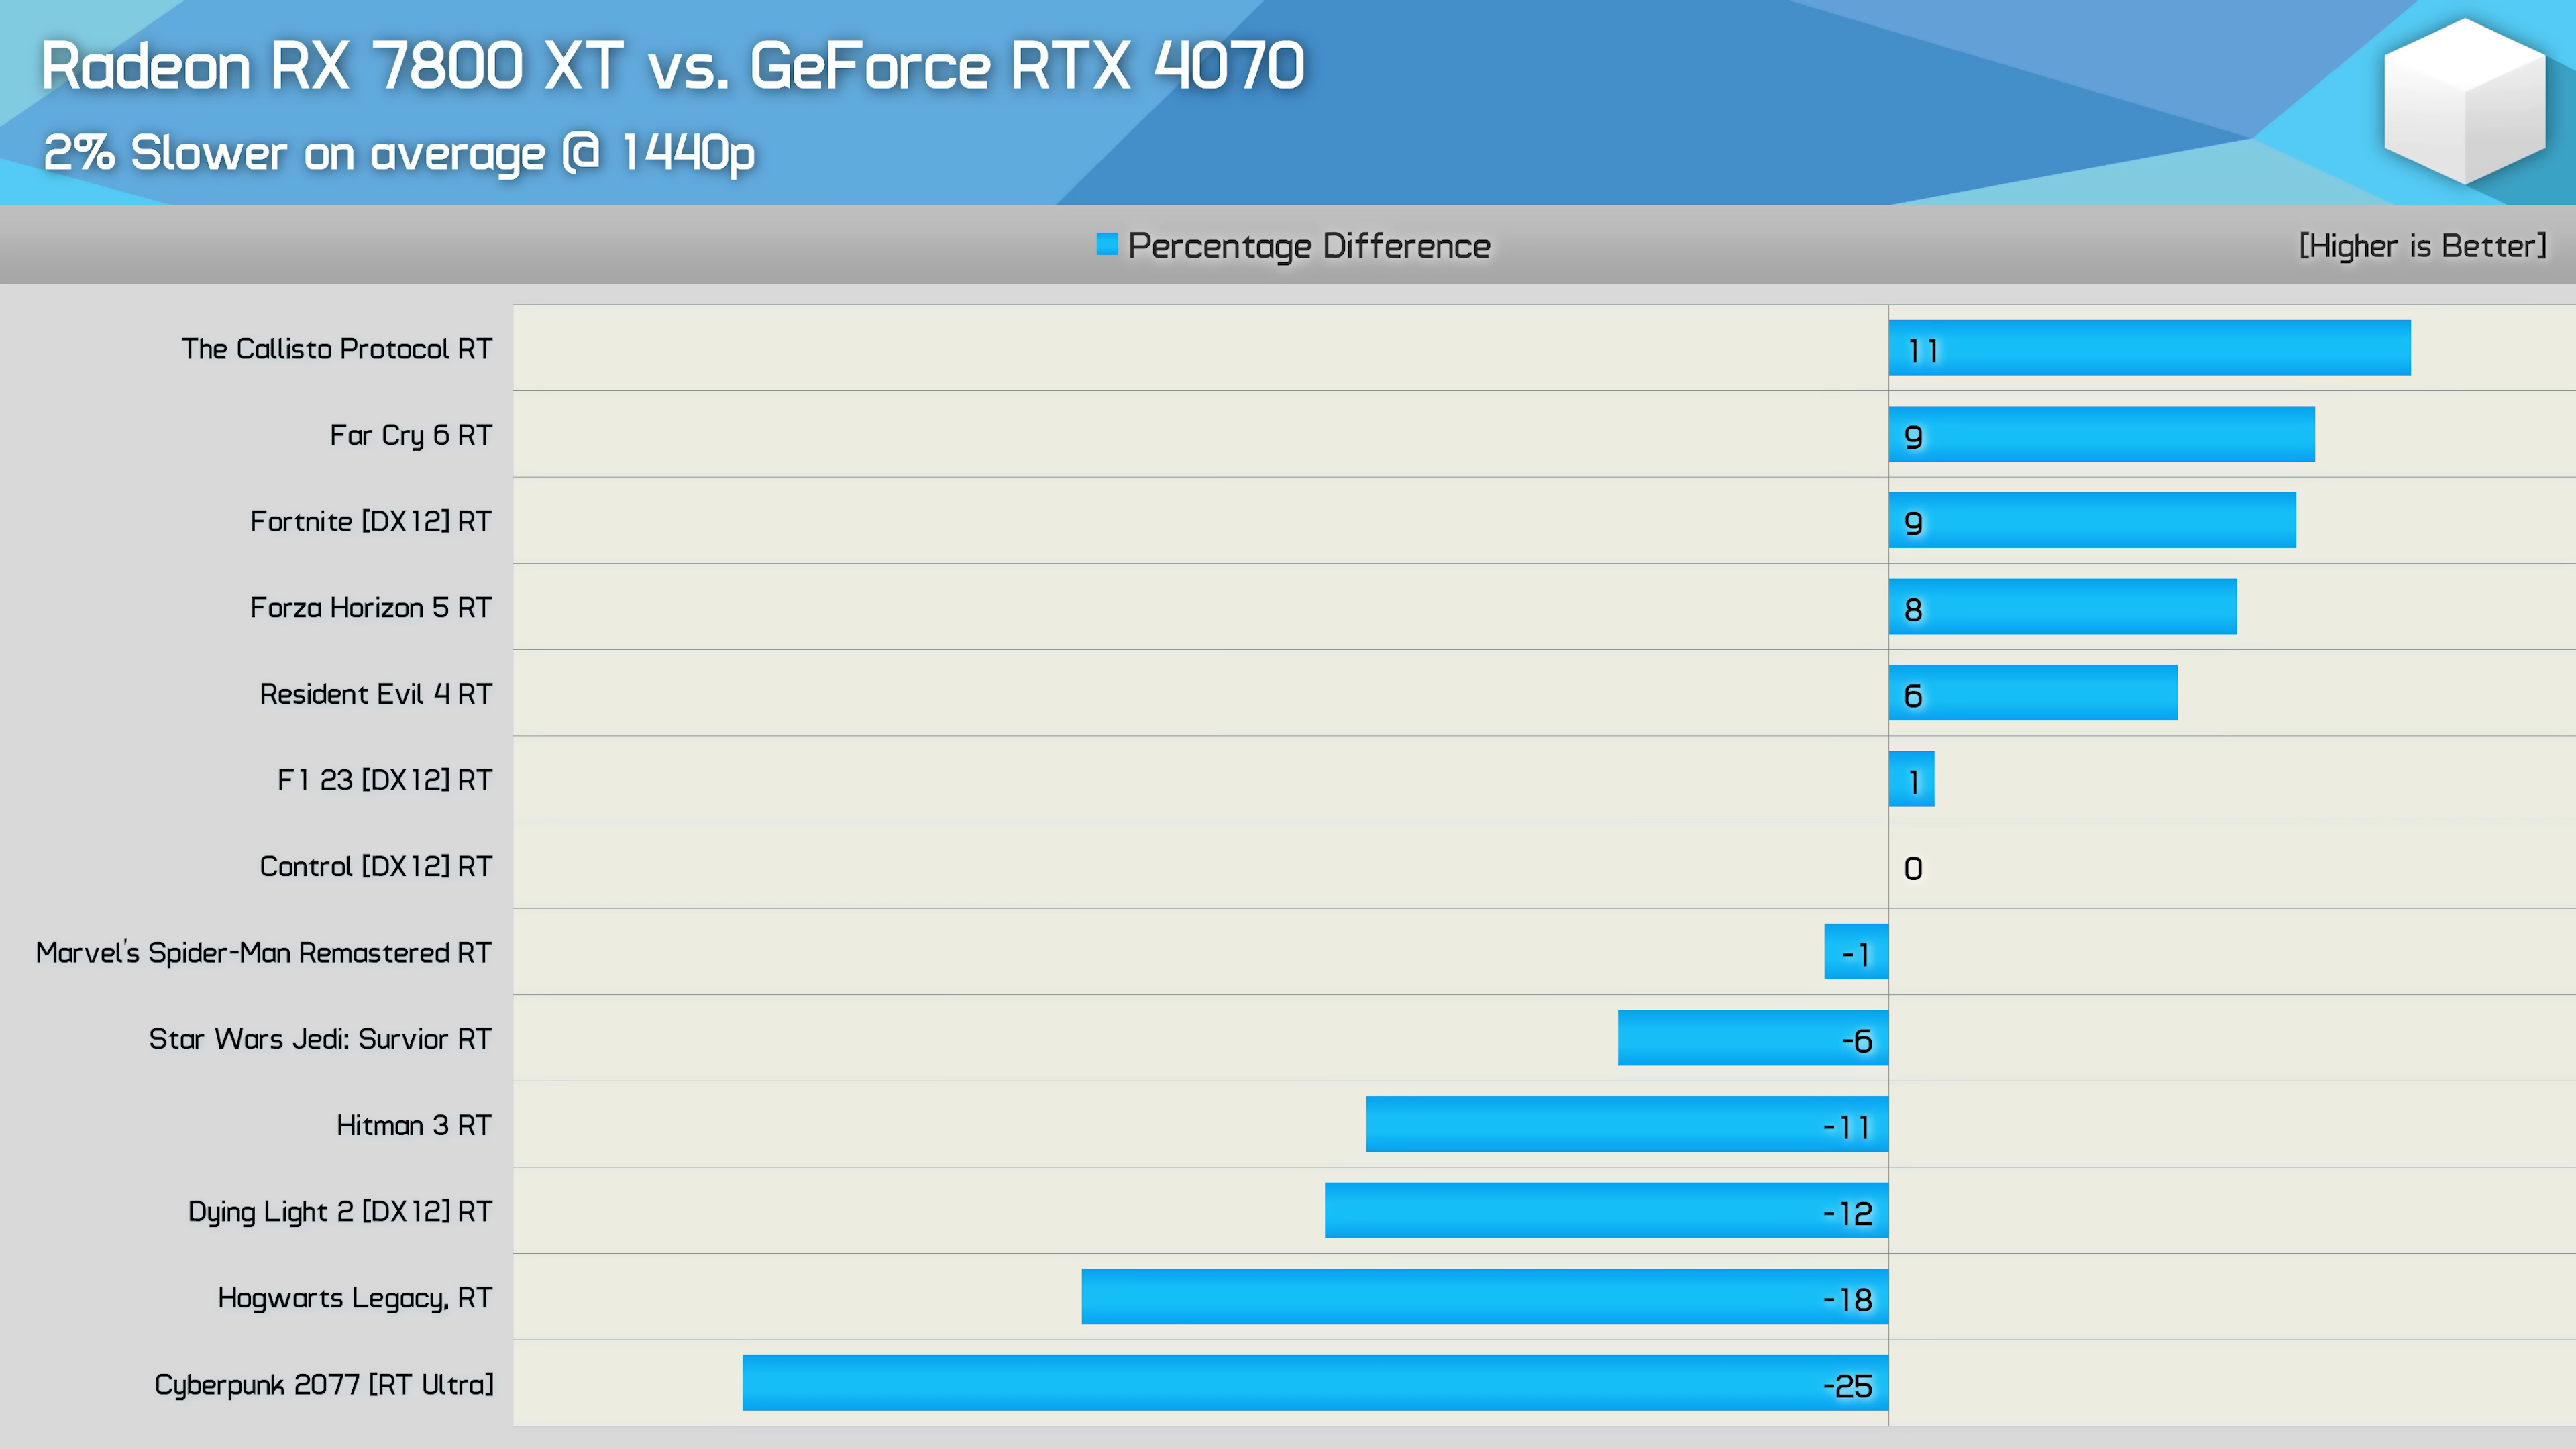 Radeon RX 7800 XT vs. GeForce RTX 4070
2% Slower on average @ 1440p
Percentage Difference
[Higher is Better]
The Callisto Protocol RT 11
Far Cry 6 RT 9
Fortnite [DX12] RT 9
Forza Horizon 5 RT 8
Resident Evil 4 RT 6
F1 23 [DX12] RT 1
Control [DX12] RT 0
Marvel's Spider-Man Remastered RT -1
Star Wars Jedi: Survior RT -6
Hitman 3 RT -11
Dying Light 2 [DX12] RT -12
Hogwarts Legacy, RT -18
Cyberpunk 2077 [RT Ultra] -25